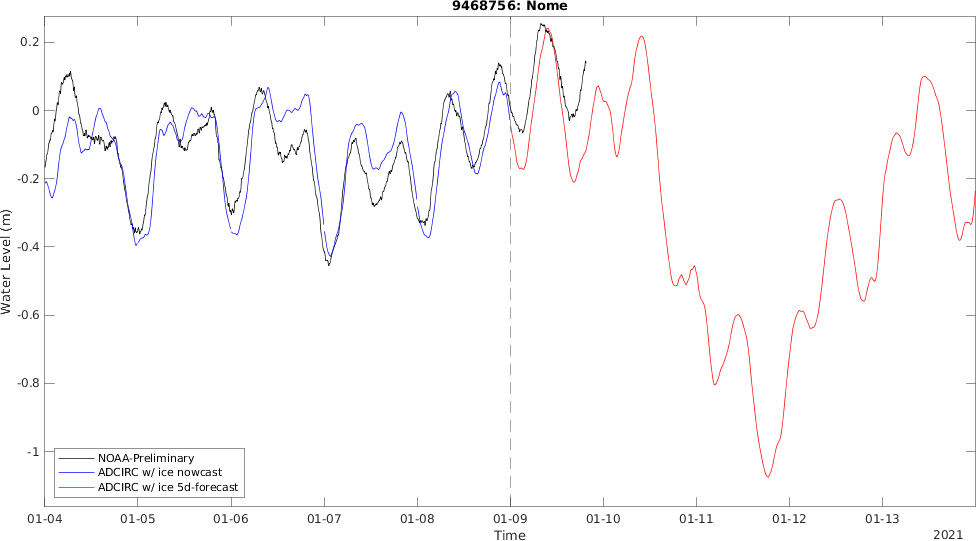 9468756: Nome
Water Level (m)
0.2
0
-0.2
-0.4
-0.6
-0.8
-1
NOAA-Preliminary
ADCIRC w/ ice nowcast
ADCIRC w/ ice 5d-forecast
01-04 01-05 01-06 01-07 01-08 01-09 01-10 01-11 01-12 01-13
Time
2021